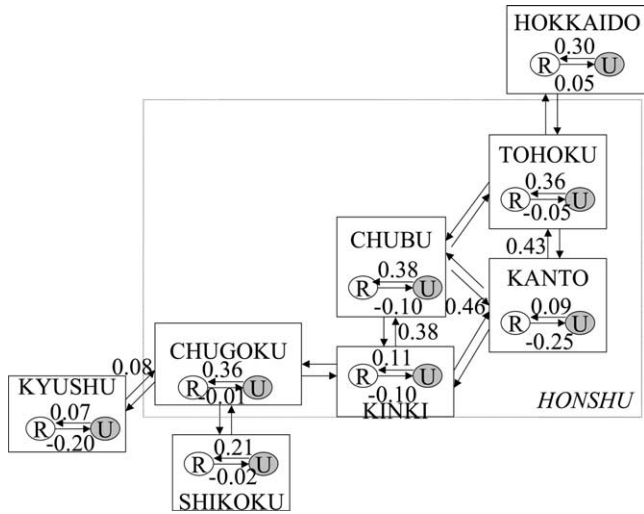 HOKKAIDO
0.30
R U
0.05
TOHOKU
0.36
R U
-0.05
CHUBU
0.38
R U
-0.10
0.43
KANTO
0.09
R U
-0.25
0.46
0.38
CHUGOKU
0.36
R U
-0.01
0.11
R U
-0.10
KINKI
HONSHU
0.08
KYUSHU
0.07
R U
-0.20
0.21
R U
-0.02
SHIKOKU